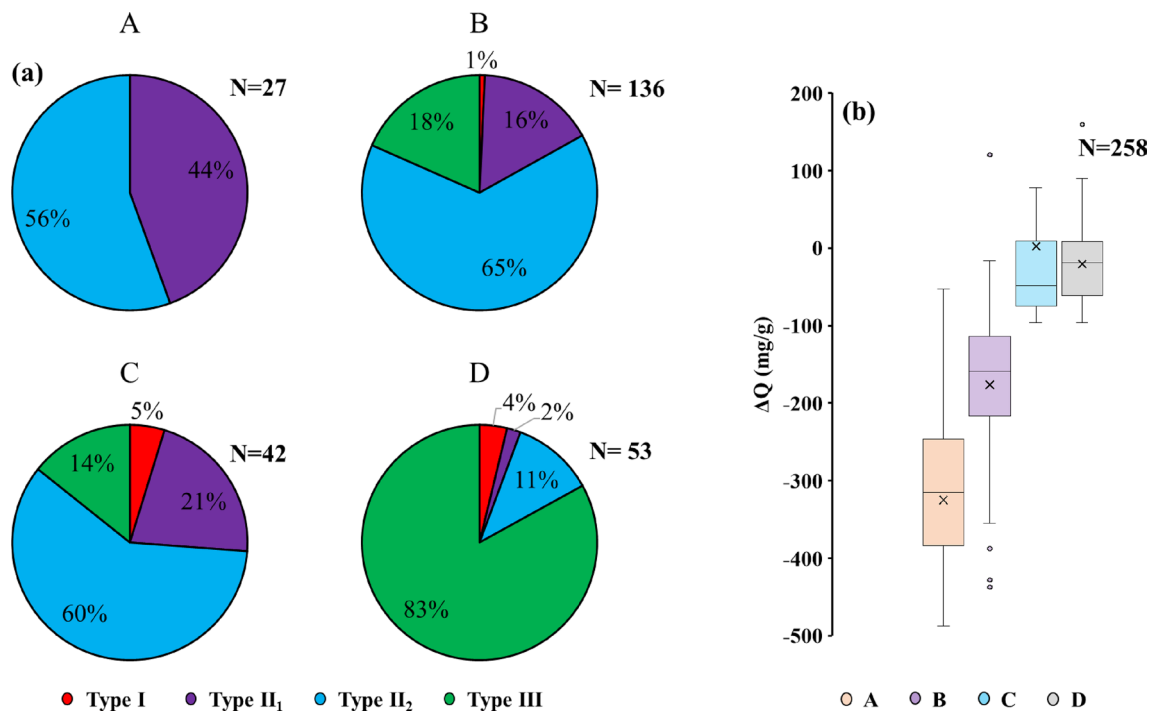 A
(a)
N=27
44%
56%
B
1%
N= 136
18%
16%
65%
C
5%
N=42
14%
21%
60%
D
4%
2%
N= 53
11%
83%
Type I Type II₁ Type II₂ Type III
(b)
N=258
200
100
0
-100
-200
-300
-400
-500
ΔQ (mg/g)
A B C D